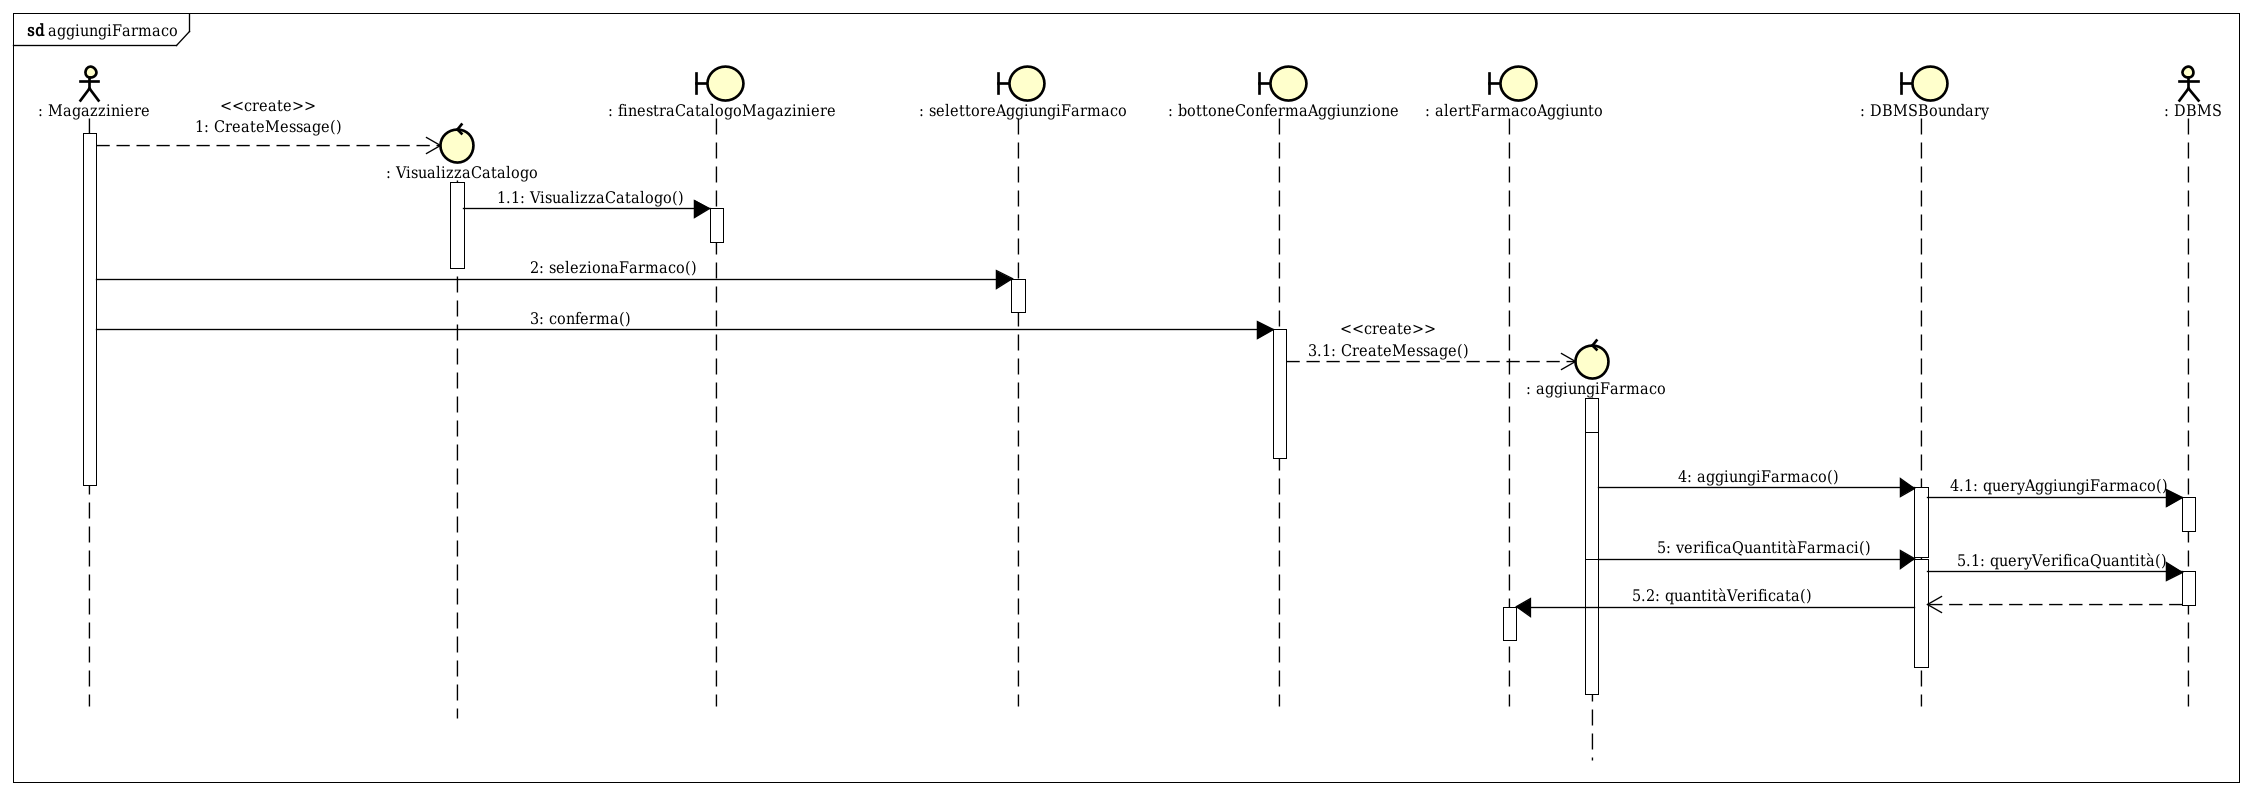 sd aggiungiFarmaco
: Magazziniere
: finestraCatalogoMagaziniere
: selettoreAggiungiFarmaco
: bottoneConfermaAggiunzione
: alertFarmacoAggiunto
: DBMSBoundary
: DBMS
<<create>>
1: CreateMessage()
: VisualizzaCatalogo
1.1: VisualizzaCatalogo()
2: selezionaFarmaco()
3: conferma()
<<create>>
3.1: CreateMessage()
: aggiungiFarmaco
4: aggiungiFarmaco()
4.1: queryAggiungiFarmaco()
5: verificaQuantitàFarmaci()
5.1: queryVerificaQuantità()
5.2: quantitàVerificata()